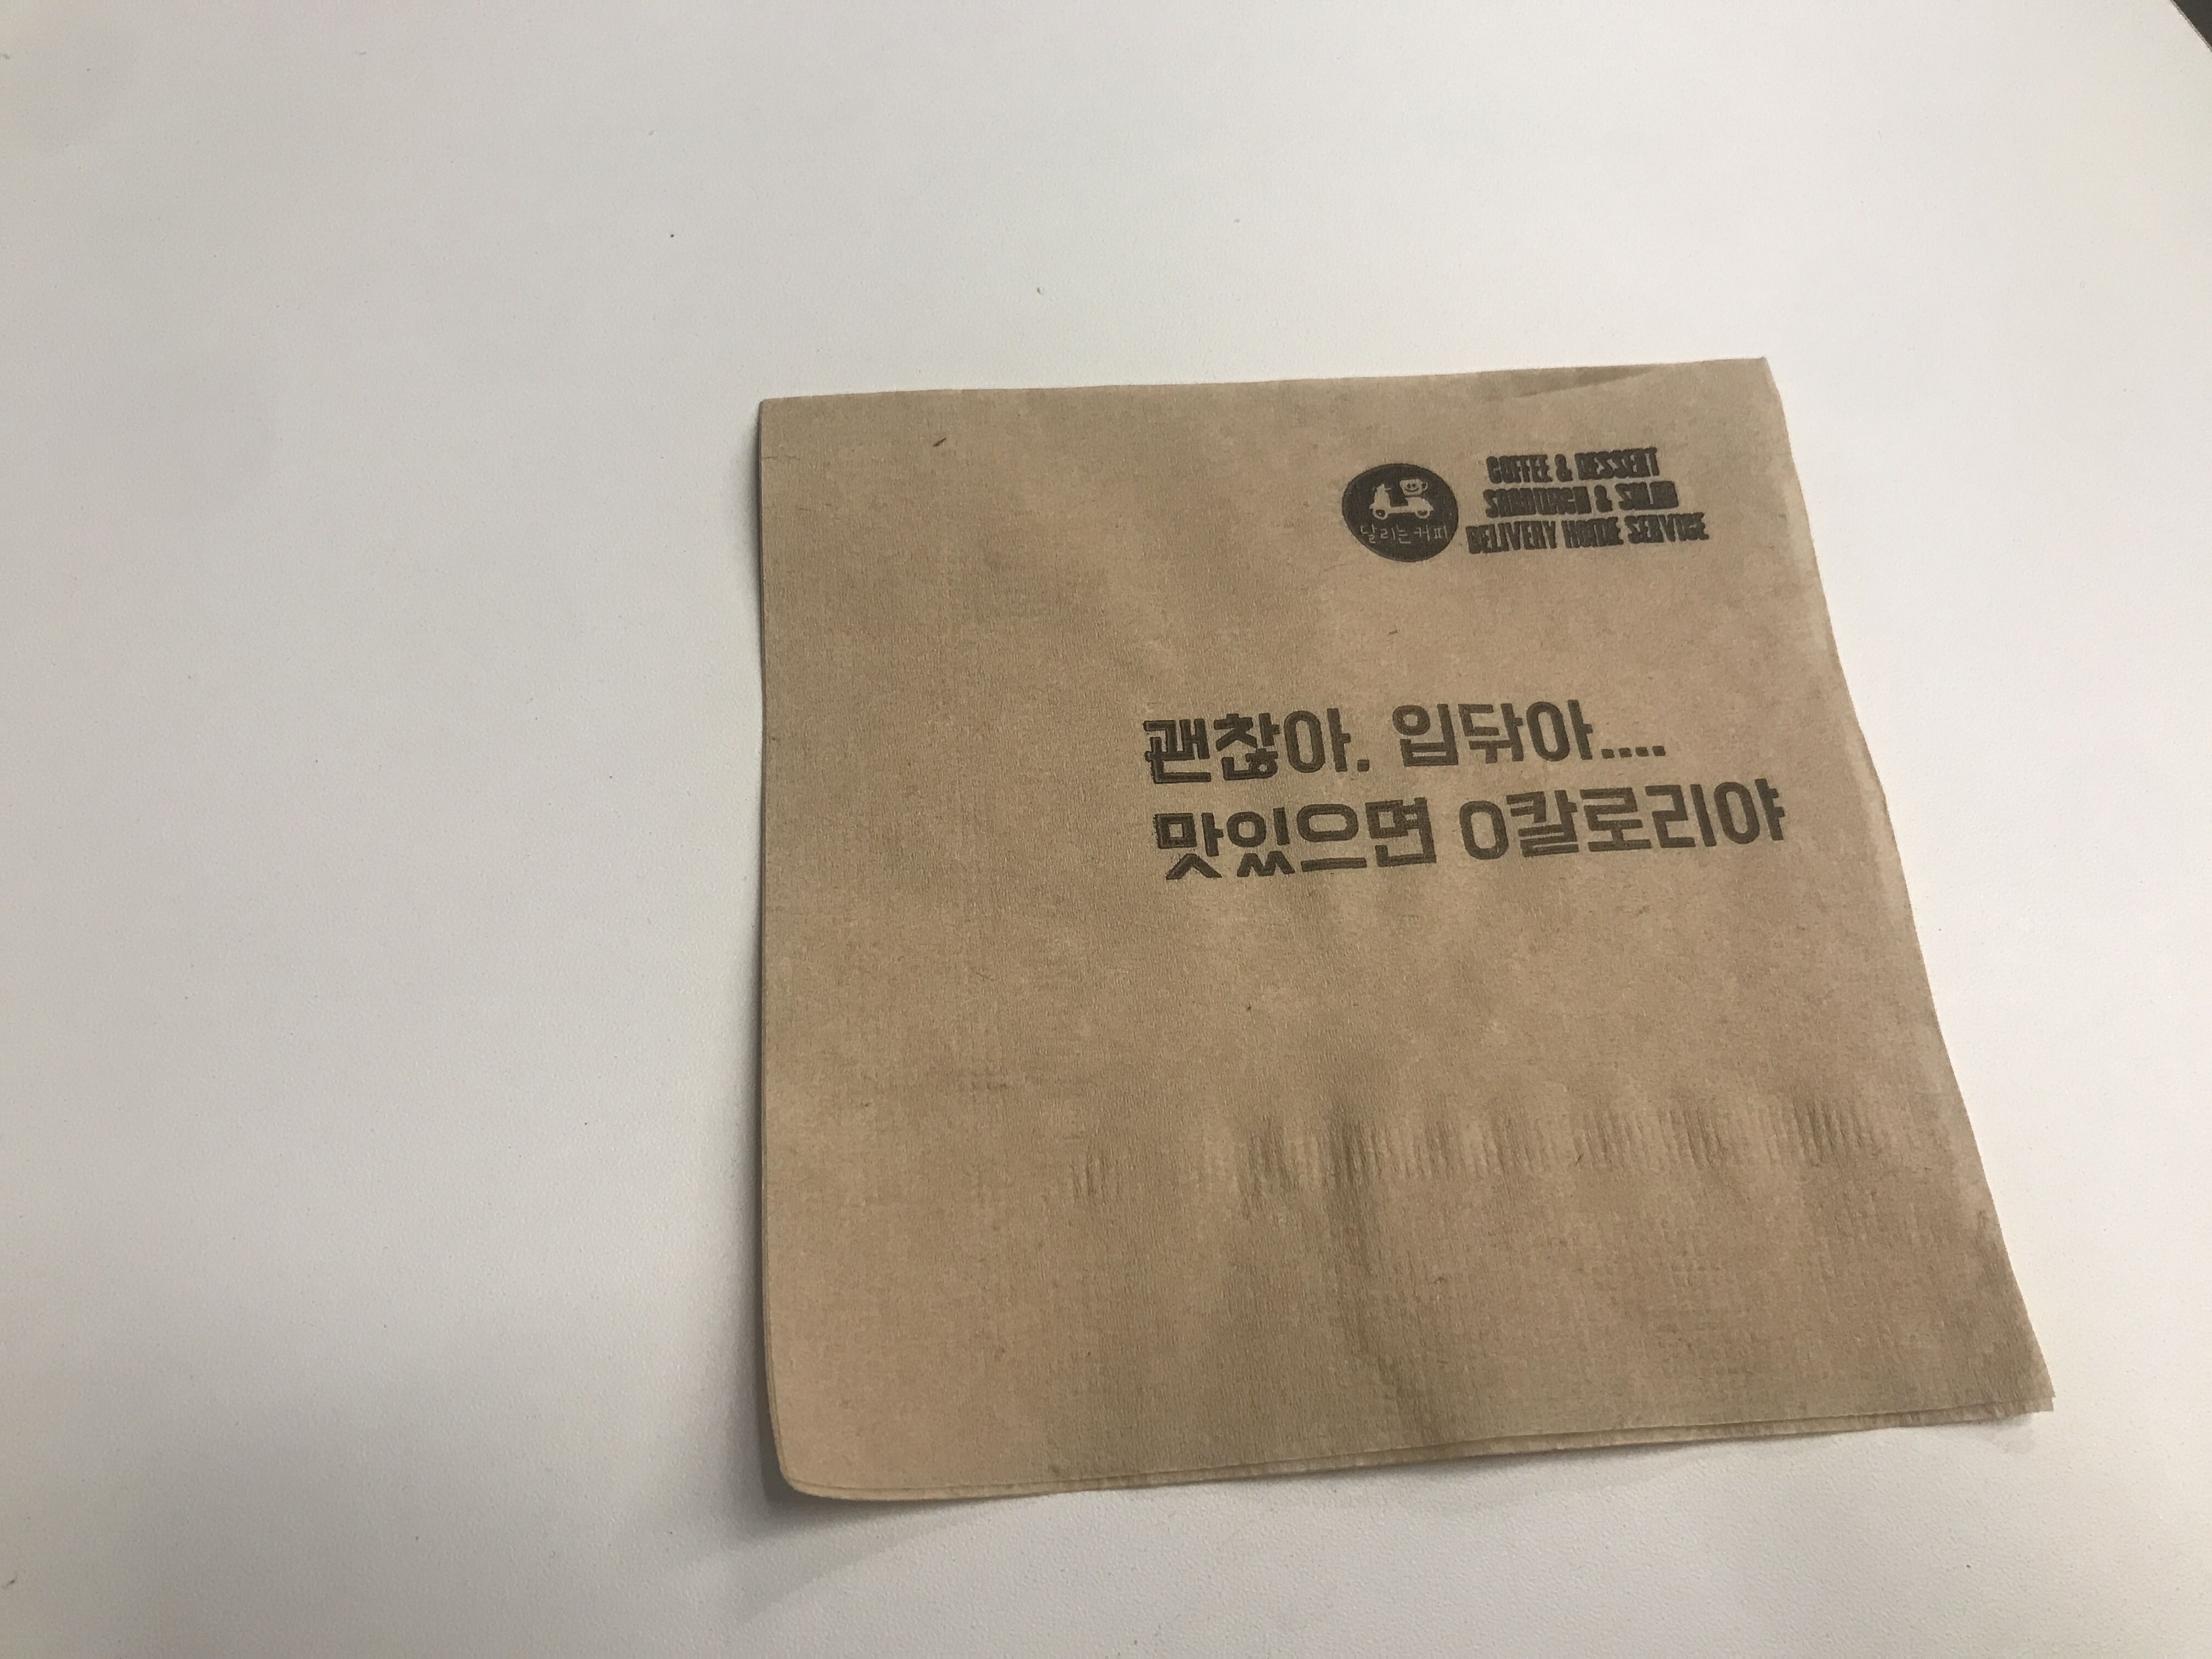 COFFEE & DESSERT
SANDWICH & SALAD
DELIVERY HOME SERVICE
달리는커피
괜찮아. 입닦아....
맛있으면 0칼로리야